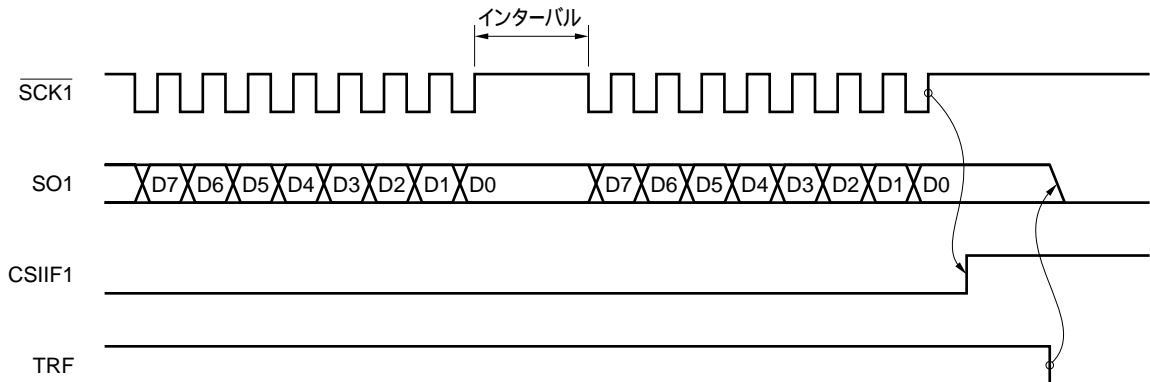 インターバル
SCK1
SO1 D7 D6 D5 D4 D3 D2 D1 D0 D7 D6 D5 D4 D3 D2 D1 D0
CSIIF1
TRF